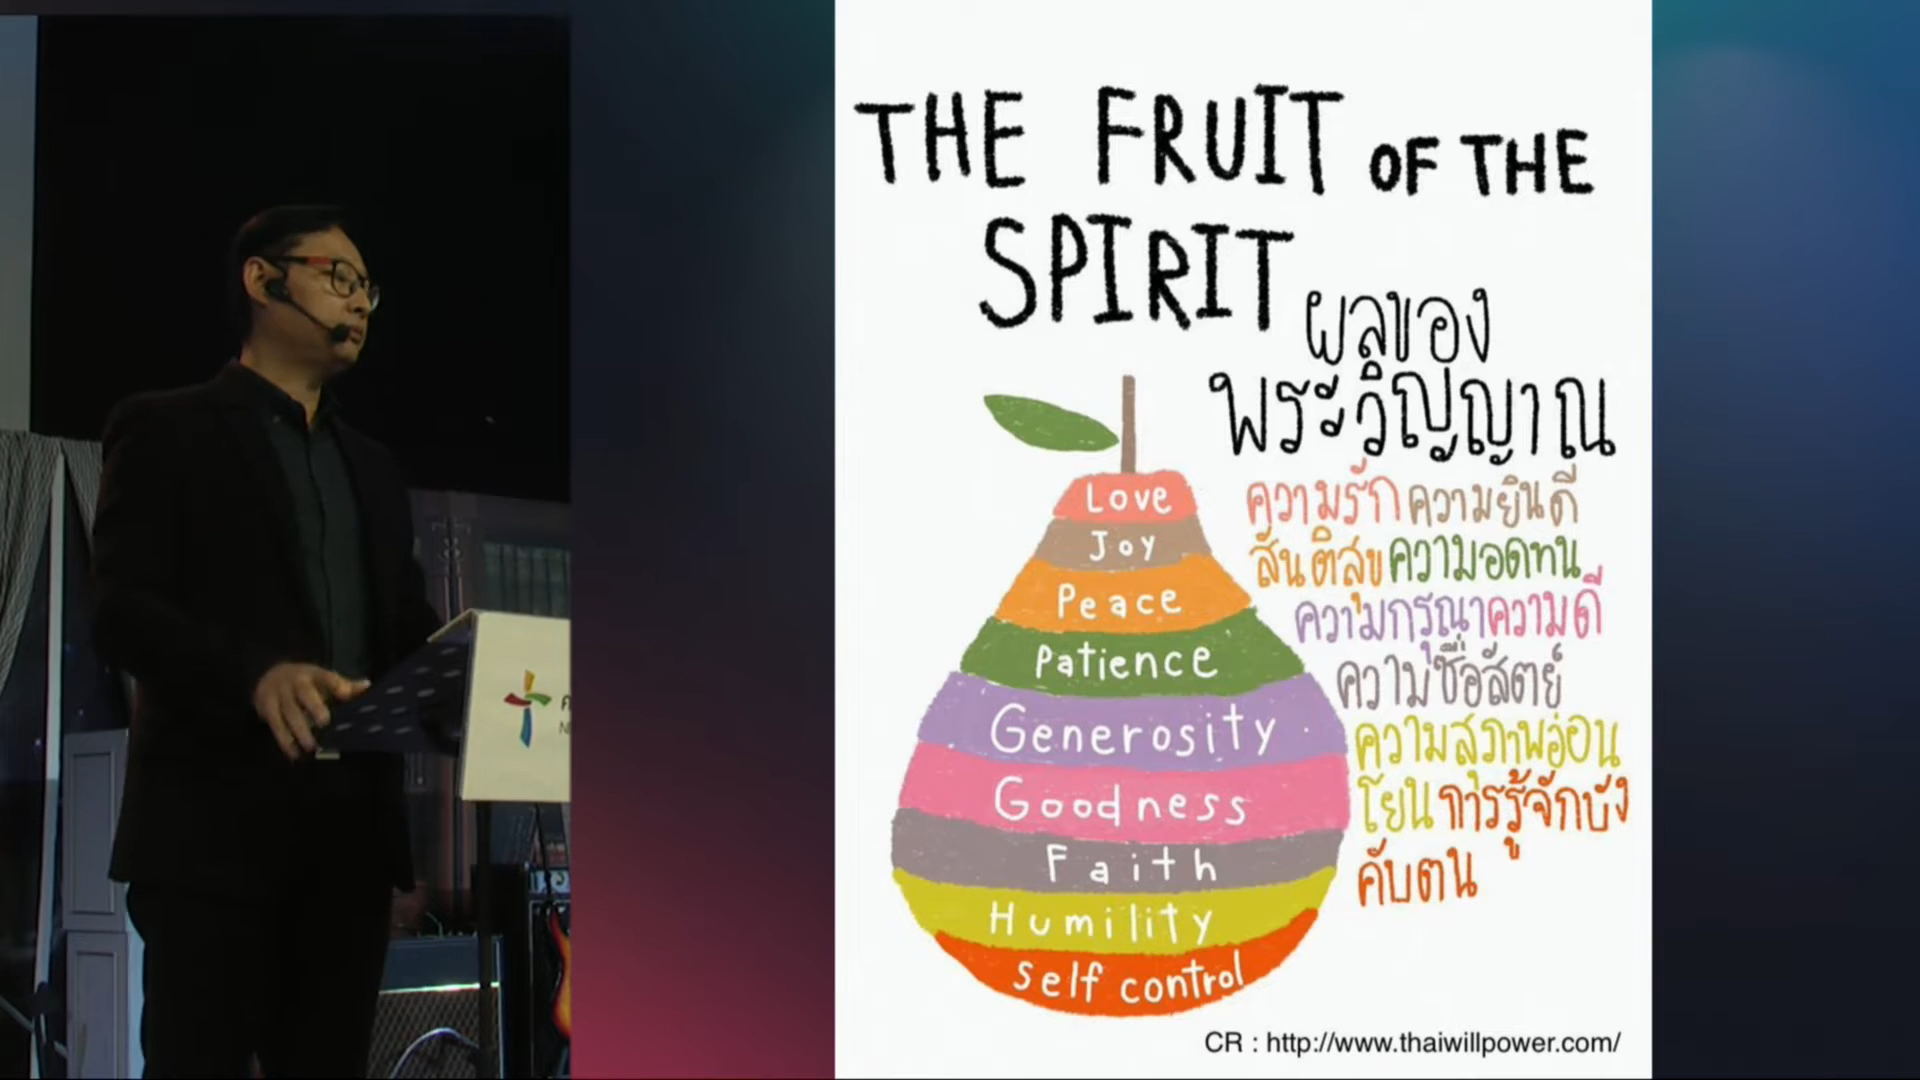 THE FRUIT OF THE
SPIRIT
ผลของ
พระวิญญาณ
Love
Joy
Peace
Patience
Generosity
Goodness
Faith
Humility
Self control
ความรัก ความยินดี
สันติสุข ความอดทน
ความกรุณา ความดี
ความซื่อสัตย์
ความสุภาพอ่อน
โยน การรู้จักบัง
คับตน
CR : http://www.thaiwillpower.com/